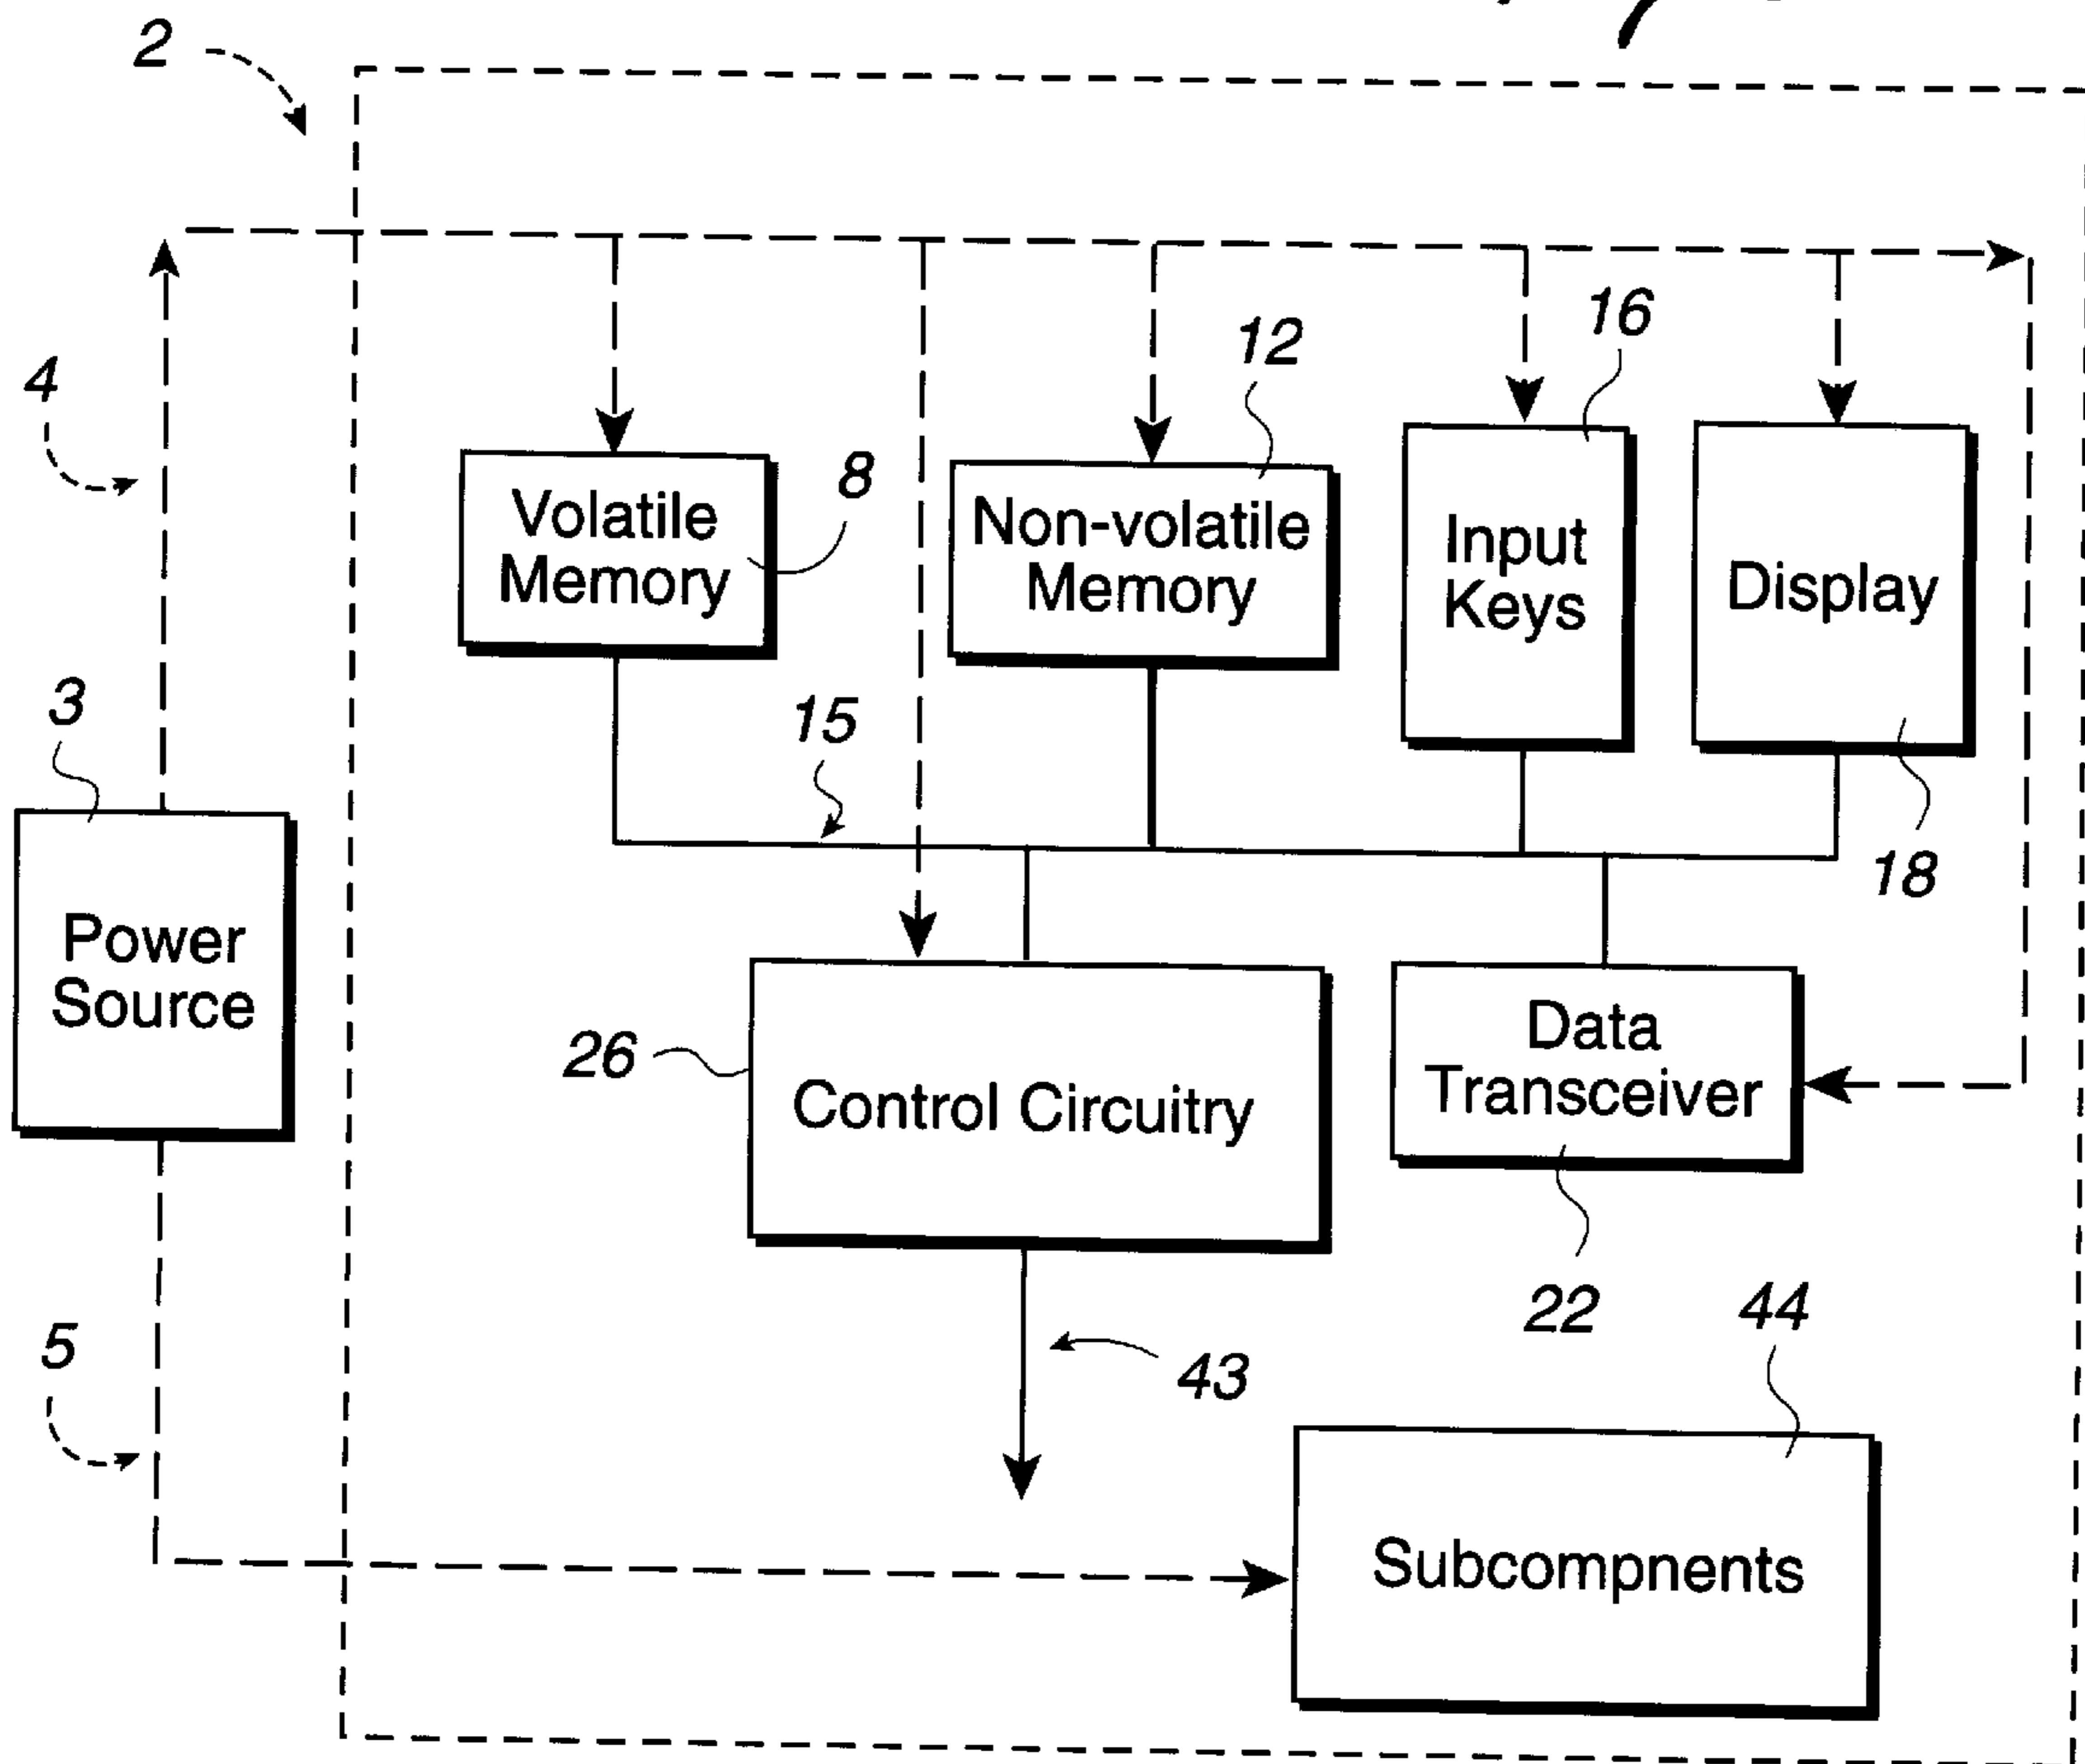 2
4
12
16
8
Volatile
Memory
Non-volatile
Memory
Input
Keys
Display
3
15
18
Power
Source
26
Control Circuitry
Data
Transceiver
22
44
5
43
Subcompnents